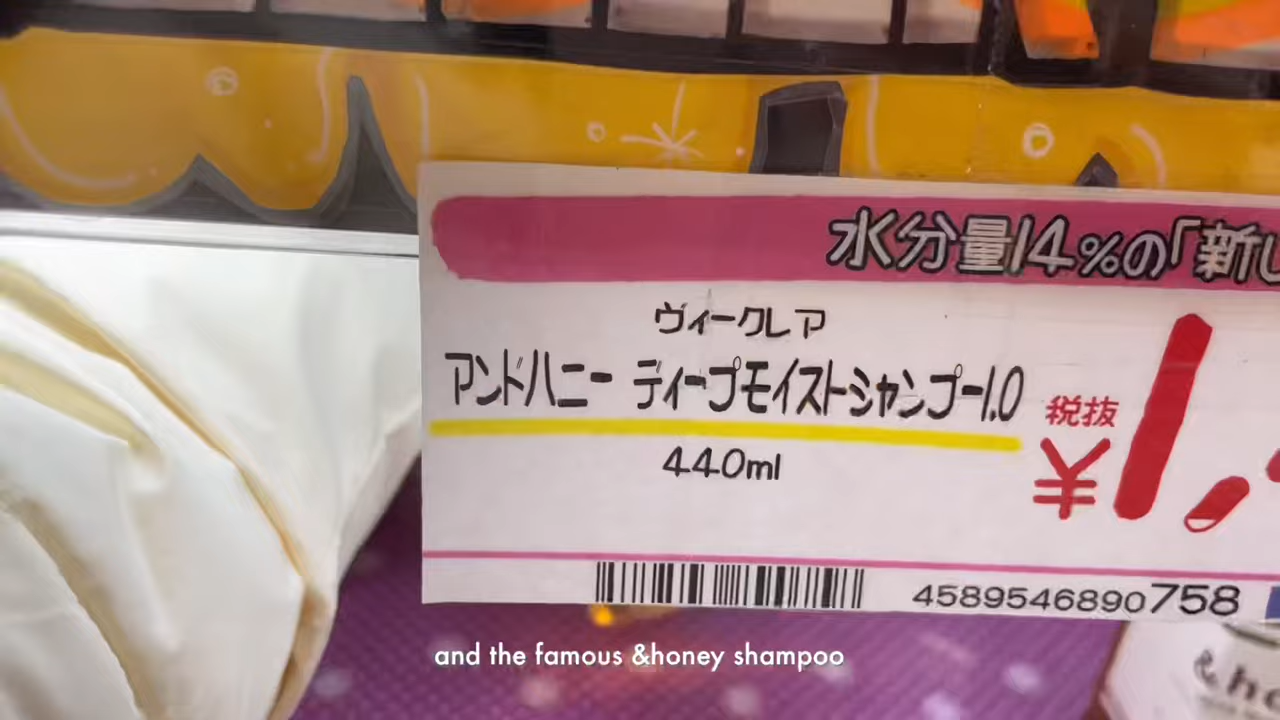 水分量14%の「新し
ヴィークレア
アンドハニー ディープモイストシャンプー1.0
440ml
税抜
¥1,
4589546890758
and the famous &honey shampoo
&ho